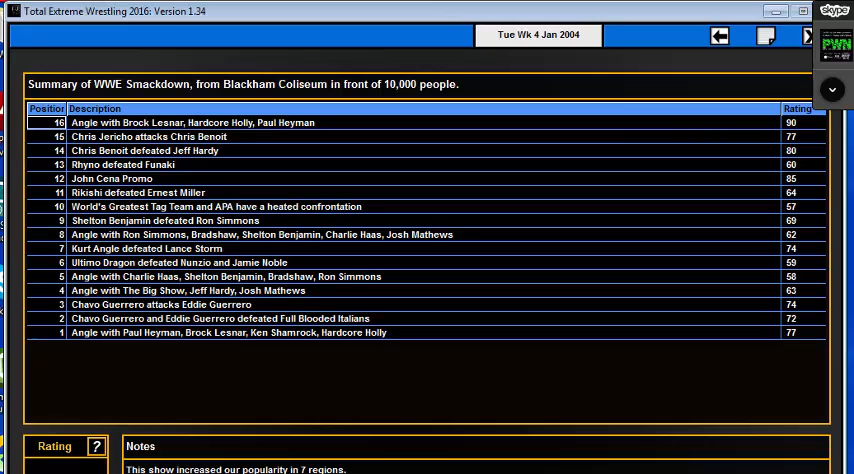 Total Extreme Wrestling 2016: Version 1.34
skype
Tue Wk 4 Jan 2004
Summary of WWE Smackdown, from Blackham Coliseum in front of 10,000 people.
Position Description Rating
16 Angle with Brock Lesnar, Hardcore Holly, Paul Heyman 90
15 Chris Jericho attacks Chris Benoit 77
14 Chris Benoit defeated Jeff Hardy 80
13 Rhyno defeated Funaki 60
12 John Cena Promo 85
11 Rikishi defeated Ernest Miller 64
10 World's Greatest Tag Team and APA have a heated confrontation 57
9 Shelton Benjamin defeated Ron Simmons 69
8 Angle with Ron Simmons, Bradshaw, Shelton Benjamin, Charlie Haas, Josh Mathews 62
7 Kurt Angle defeated Lance Storm 74
6 Ultimo Dragon defeated Nunzio and Jamie Noble 59
5 Angle with Charlie Haas, Shelton Benjamin, Bradshaw, Ron Simmons 58
4 Angle with The Big Show, Jeff Hardy, Josh Mathews 63
3 Chavo Guerrero attacks Eddie Guerrero 74
2 Chavo Guerrero and Eddie Guerrero defeated Full Blooded Italians 72
1 Angle with Paul Heyman, Brock Lesnar, Ken Shamrock, Hardcore Holly 77
Rating ? Notes
This show increased our popularity in 7 regions.